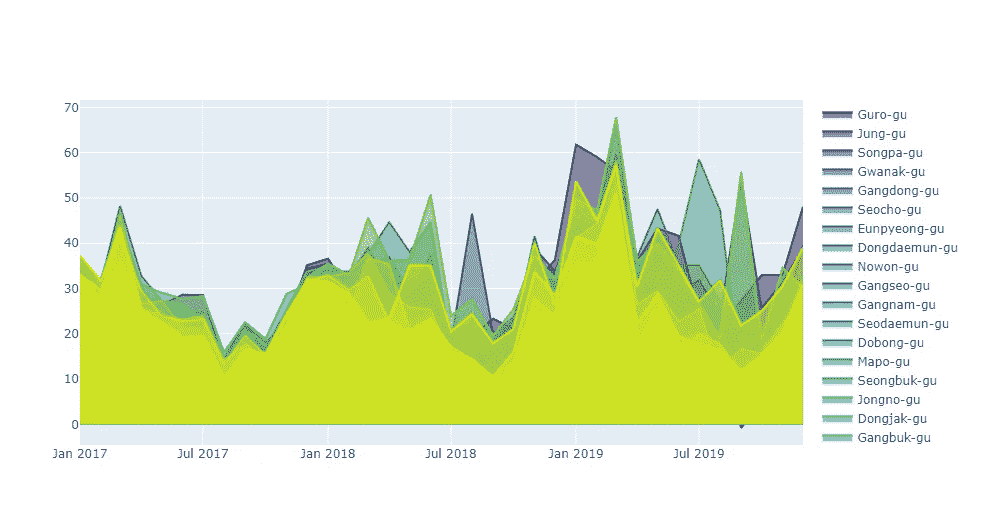 70
60
50
40
30
20
10
0
Jan 2017 Jul 2017 Jan 2018 Jul 2018 Jan 2019 Jul 2019
Guro-gu
Jung-gu
Songpa-gu
Gwanak-gu
Gangdong-gu
Seocho-gu
Eunpyeong-gu
Dongdaemun-gu
Nowon-gu
Gangseo-gu
Gangnam-gu
Seodaemun-gu
Dobong-gu
Mapo-gu
Seongbuk-gu
Jongno-gu
Dongjak-gu
Gangbuk-gu